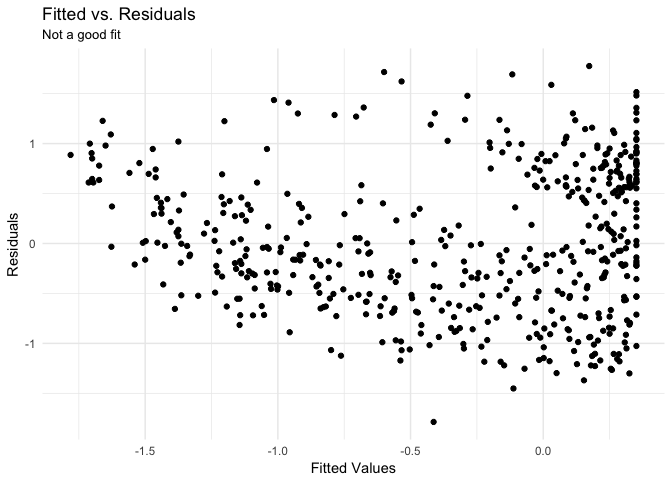 Fitted vs. Residuals
Not a good fit
Residuals
1
0
-1
-1.5
-1.0
-0.5
0.0
Fitted Values